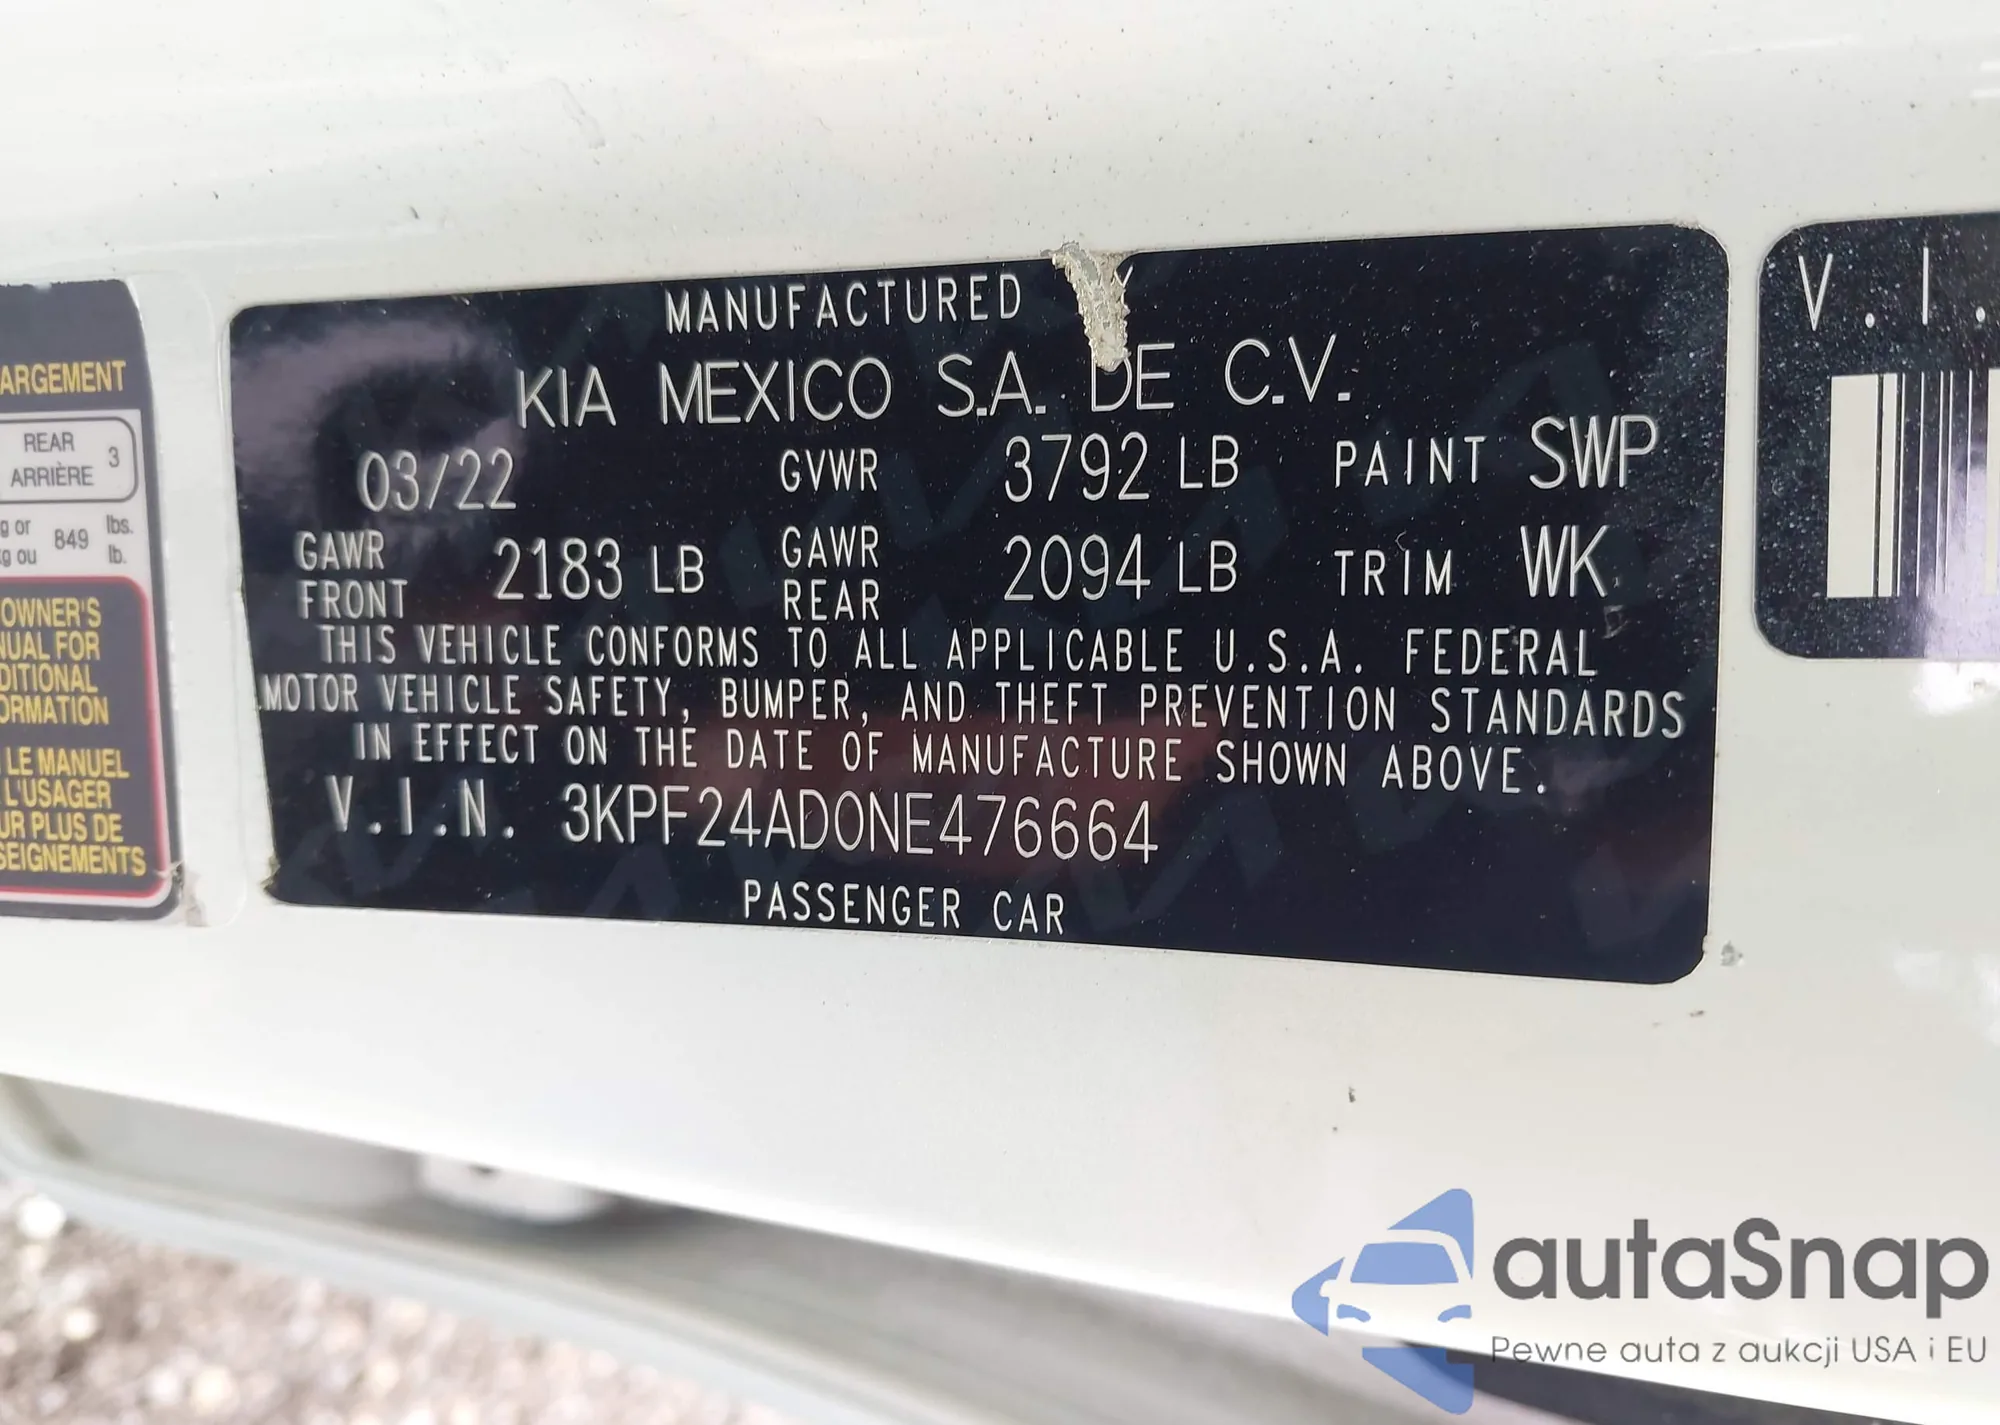 ARGEMENT
REAR
ARRIÈRE 3
g or 849 lbs.
kg ou lb.
OWNER'S
NUAL FOR
DITIONAL
ORMATION
LE MANUEL
L'USAGER
UR PLUS DE
SEIGNEMENTS
MANUFACTURED
KIA MEXICO S.A. DE C.V.
03/22 GVWR 3792 LB PAINT SWP
GAWR FRONT 2183 LB GAWR REAR 2094 LB TRIM WK
THIS VEHICLE CONFORMS TO ALL APPLICABLE U.S.A. FEDERAL
MOTOR VEHICLE SAFETY, BUMPER, AND THEFT PREVENTION STANDARDS
IN EFFECT ON THE DATE OF MANUFACTURE SHOWN ABOVE.
V.I.N. 3KPF24AD0NE476664
PASSENGER CAR
V.I.
autaSnap
Pewne auta z aukcji USA i EU